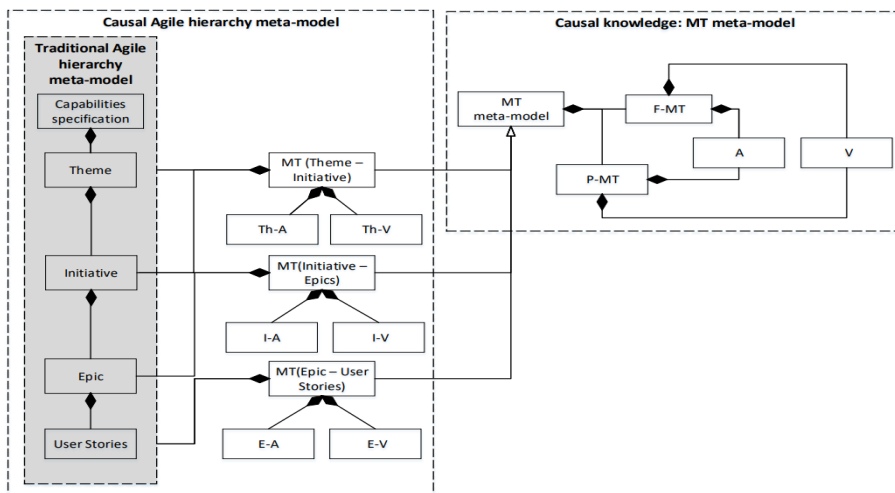 Causal Agile hierarchy meta-model
Traditional Agile
hierarchy
meta-model
Capabilities
specification
Theme
Initiative
Epic
User Stories
MT (Theme –
Initiative)
Th-A
Th-V
MT(Initiative –
Epics)
I-A
I-V
MT(Epic – User
Stories)
E-A
E-V
Causal knowledge: MT meta-model
MT
meta-model
F-MT
A
V
P-MT